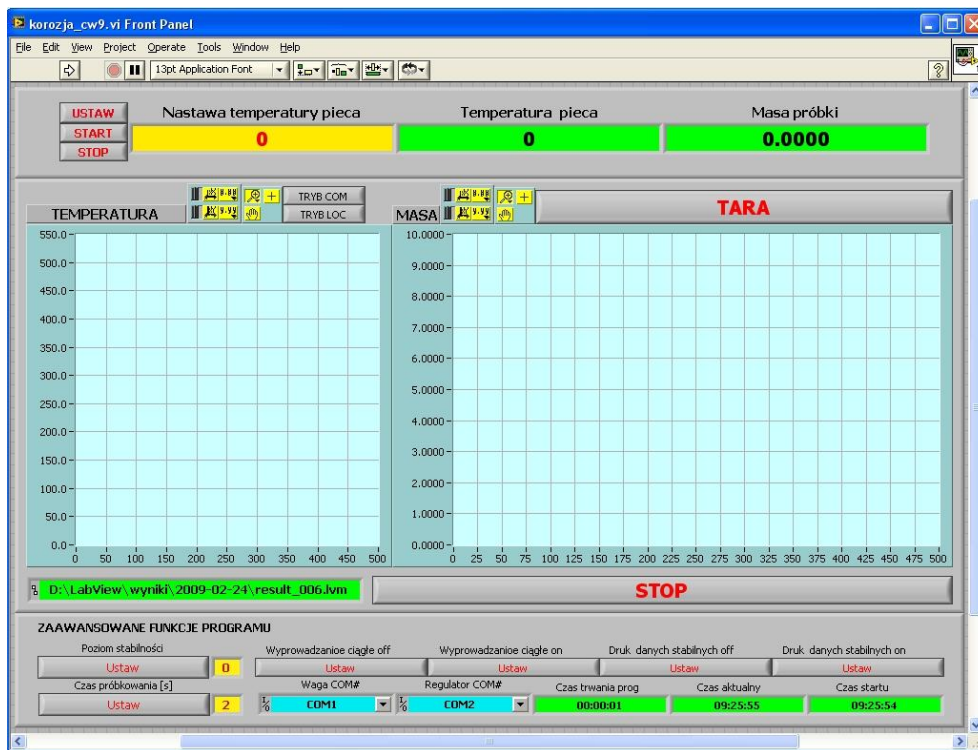 korozja_cw9.vi Front Panel
File Edit View Project Operate Tools Window Help
13pt Application Font
USTAW
START
STOP
Nastawa temperatury pieca
0
Temperatura pieca
0
Masa próbki
0.0000
TEMPERATURA
TRYB COM
TRYB LOC
550.0
500.0
450.0
400.0
350.0
300.0
250.0
200.0
150.0
100.0
50.0
0.0
0 50 100 150 200 250 300 350 400 450 500
MASA
TARA
10.0000
9.0000
8.0000
7.0000
6.0000
5.0000
4.0000
3.0000
2.0000
1.0000
0.0000
0 25 50 75 100 125 150 175 200 225 250 275 300 325 350 375 400 425 450 475 500
D:\LabView\wyniki\2009-02-24\result_006.lvm
STOP
ZAAWANSOWANE FUNKCJE PROGRAMU
Poziom stabilności
Ustaw 0
Czas próbkowania [s]
Ustaw 2
Wyprowadzanioe ciągłe off
Ustaw
Wyprowadzanioe ciągłe on
Ustaw
Druk danych stabilnych off
Ustaw
Druk danych stabilnych on
Ustaw
Waga COM#
COM1
Regulator COM#
COM2
Czas trwania prog
00:00:01
Czas aktualny
09:25:55
Czas startu
09:25:54